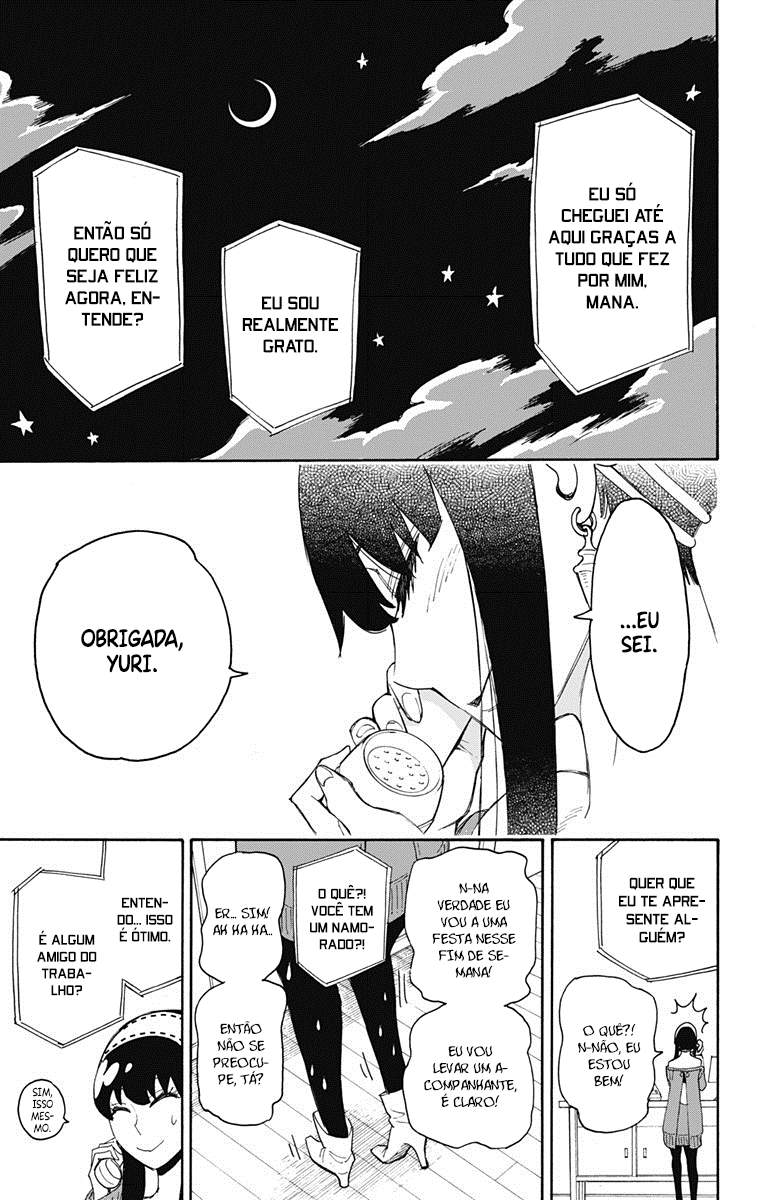 EU SÓ
CHEGUEI ATÉ
AQUI GRAÇAS A
TUDO QUE FEZ
POR MIM,
MANA.
EU SOU
REALMENTE
GRATO.
ENTÃO SÓ
QUERO QUE
SEJA FELIZ
AGORA, EN-
TENDE?
...EU
SEI.
OBRIGADA,
YURI.
QUER QUE
EU TE APRE-
SENTE AL-
GUÉM?
O QUÊ?!
N-NÃO, EU
ESTOU
BEM!
N-NA
VERDADE EU
VOU A UMA
FESTA NESSE
FIM DE SE-
MANA!
EU VOU
LEVAR UM A-
COMPANHANTE,
É CLARO!
O QUÊ?!
VOCÊ TEM
UM NAMO-
RADO?!
ER... SIM!
AH HA HA..
ENTÃO
NÃO SE
PREOCU-
PE, TÁ?
ENTEN-
DO... ISSO
É ÓTIMO.
É ALGUM
AMIGO DO
TRABA-
LHO?
SIM,
ISSO
MES-
MO.